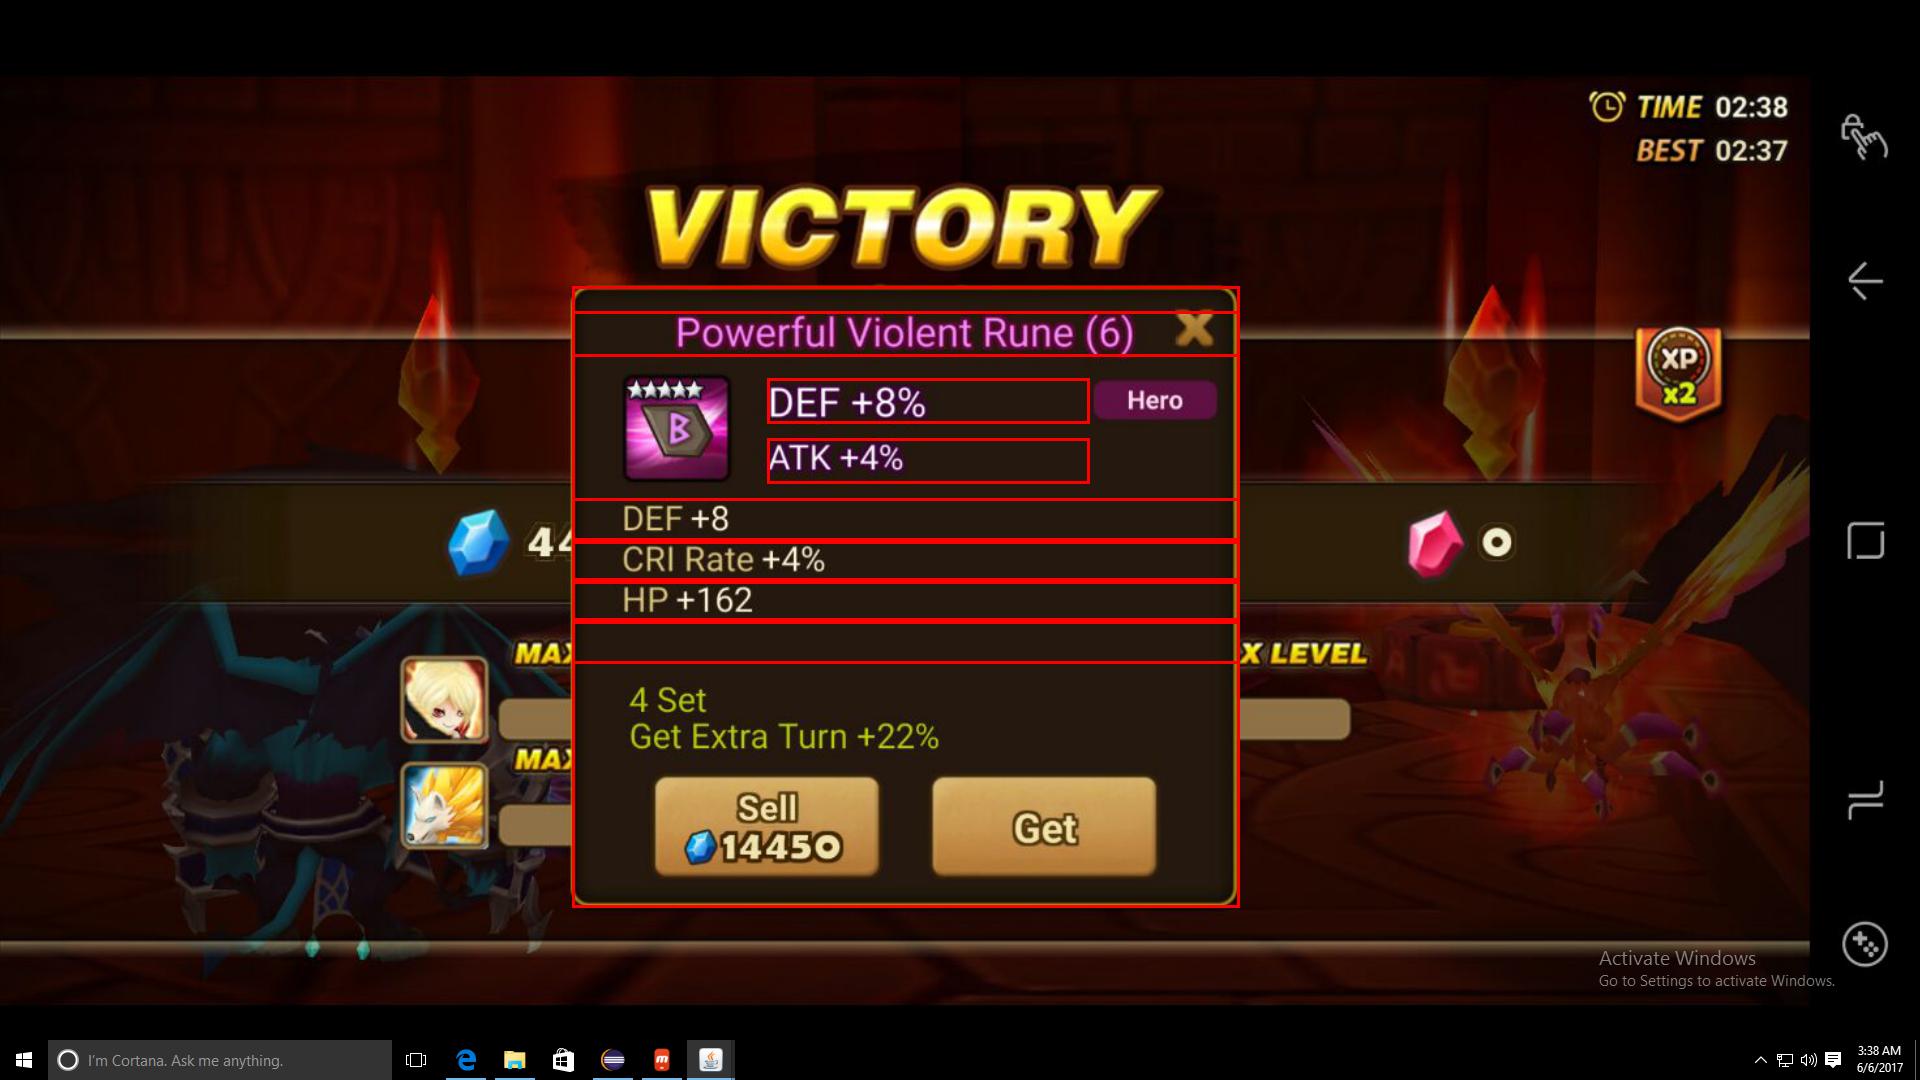 TIME 02:38
BEST 02:37
VICTORY
Powerful Violent Rune (6)
XP
x2
B
DEF +8%
Hero
ATK +4%
DEF +8
44
0
CRI Rate +4%
HP +162
MAX
X LEVEL
4 Set
Get Extra Turn +22%
MAX
Sell
14450
Get
Activate Windows
Go to Settings to activate Windows.
I'm Cortana. Ask me anything.
3:38 AM
6/6/2017